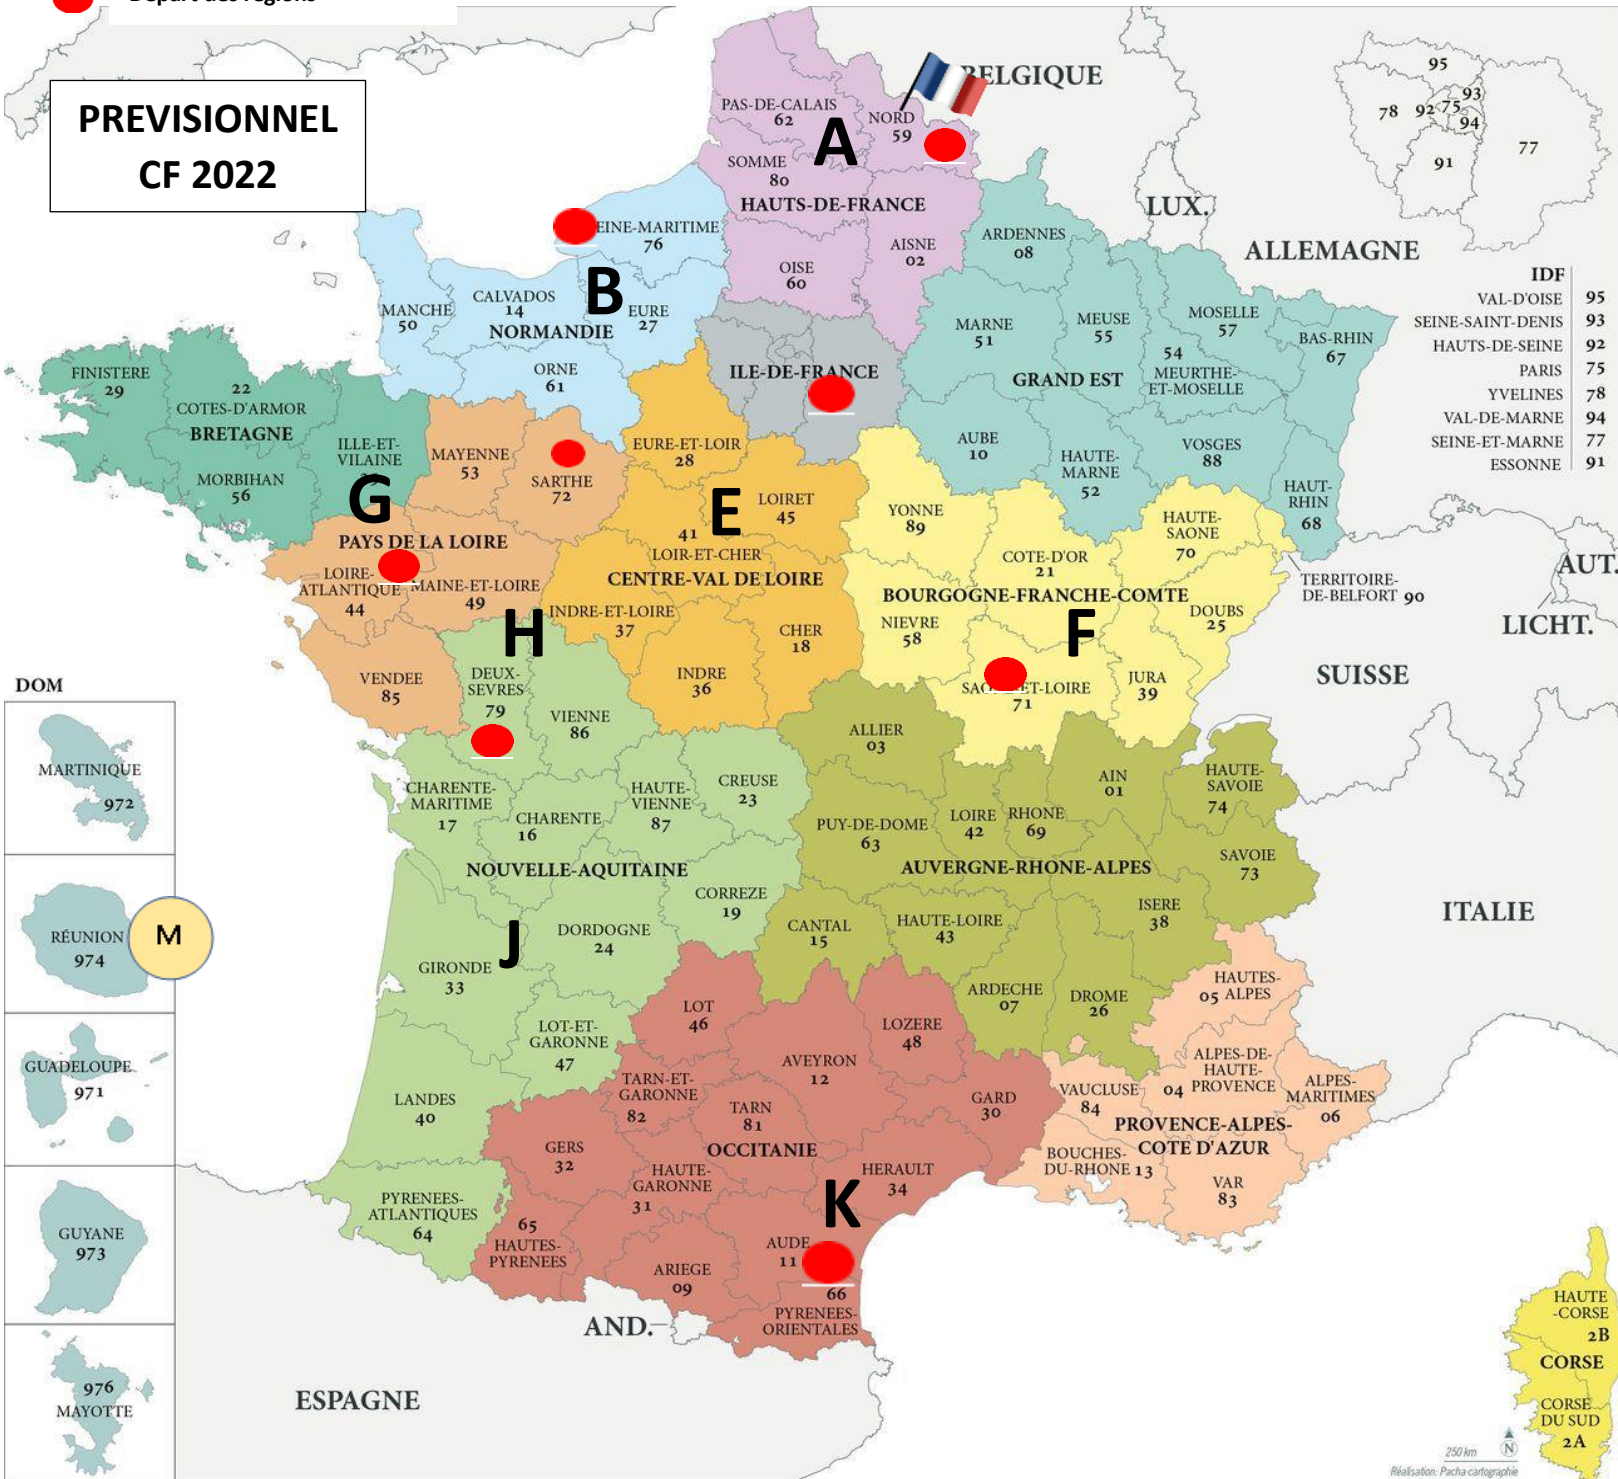 Départ des régions
PREVISIONNEL
CF 2022
BELGIQUE
LUX.
ALLEMAGNE
AUT.
LICHT.
SUISSE
ITALIE
ESPAGNE
AND.
95
93
78
92
75
94
91
77
IDF
VAL-D'OISE 95
SEINE-SAINT-DENIS 93
HAUTS-DE-SEINE 92
PARIS 75
YVELINES 78
VAL-DE-MARNE 94
SEINE-ET-MARNE 77
ESSONNE 91
PAS-DE-CALAIS
62
NORD
59
A
SOMME
80
HAUTS-DE-FRANCE
AISNE
02
OISE
60
EINE-MARITIME
76
B
EURE
27
CALVADOS
14
MANCHE
50
NORMANDIE
ORNE
61
ILE-DE-FRANCE
ARDENNES
08
MARNE
51
MEUSE
55
MOSELLE
57
BAS-RHIN
67
54
MEURTHE-
ET-MOSELLE
GRAND EST
AUBE
10
HAUTE-
MARNE
52
VOSGES
88
HAUT-
RHIN
68
FINISTERE
29
22
COTES-D'ARMOR
BRETAGNE
ILLE-ET-
VILAINE
MORBIHAN
56
G
MAYENNE
53
SARTHE
72
PAYS DE LA LOIRE
LOIRE-
ATLANTIQUE
44
MAINE-ET-LOIRE
49
VENDEE
85
EURE-ET-LOIR
28
E
LOIRET
45
41
LOIR-ET-CHER
CENTRE-VAL DE LOIRE
INDRE-ET-LOIRE
37
CHER
18
INDRE
36
YONNE
89
COTE-D'OR
21
HAUTE-
SAONE
70
TERRITOIRE-
DE-BELFORT 90
BOURGOGNE-FRANCHE-COMTE
NIEVRE
58
DOUBS
25
F
SAO
ET-LOIRE
71
JURA
39
H
DEUX-
SEVRES
79
VIENNE
86
CHARENTE-
MARITIME
17
CHARENTE
16
HAUTE-
VIENNE
87
CREUSE
23
NOUVELLE-AQUITAINE
CORREZE
19
J
DORDOGNE
24
GIRONDE
33
LOT-ET-
GARONNE
47
LANDES
40
PYRENEES-
ATLANTIQUES
64
ALLIER
03
PUY-DE-DOME
63
LOIRE
42
RHONE
69
AIN
01
HAUTE-
SAVOIE
74
SAVOIE
73
AUVERGNE-RHONE-ALPES
CANTAL
15
HAUTE-LOIRE
43
ISERE
38
ARDECHE
07
DROME
26
LOT
46
AVEYRON
12
LOZERE
48
GARD
30
TARN-ET-
GARONNE
82
TARN
81
GERS
32
OCCITANIE
HAUTE-
GARONNE
31
HERAULT
34
K
65
HAUTES-
PYRENEES
ARIEGE
09
AUDE
11
66
PYRENEES-
ORIENTALES
HAUTES-
05 ALPES
ALPES-DE-
HAUTE-
04 PROVENCE
ALPES-
MARITIMES
06
VAUCLUSE
84
PROVENCE-ALPES-
COTE D'AZUR
BOUCHES-
DU-RHONE 13
VAR
83
HAUTE
-CORSE
2B
CORSE
CORSE
DU SUD
2A
DOM
MARTINIQUE
972
RÉUNION
974
M
GUADELOUPE
971
GUYANE
973
976
MAYOTTE
250 km
N
Réalisation: Pacha cartographie